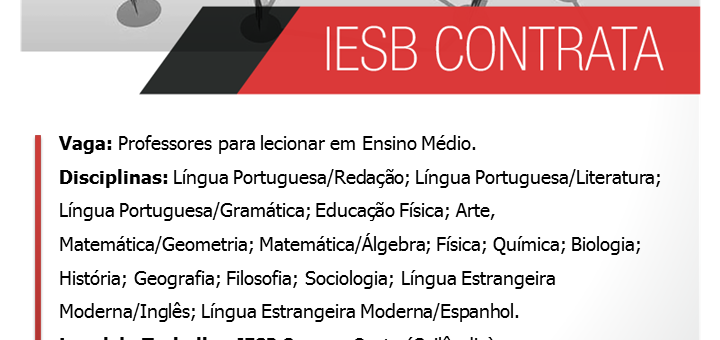 IESB CONTRATA
Vaga: Professores para lecionar em Ensino Médio.
Disciplinas: Língua Portuguesa/Redação; Língua Portuguesa/Literatura;
Língua Portuguesa/Gramática; Educação Física; Arte,
Matemática/Geometria; Matemática/Álgebra; Física; Química; Biologia;
História; Geografia; Filosofia; Sociologia; Língua Estrangeira
Moderna/Inglês; Língua Estrangeira Moderna/Espanhol.